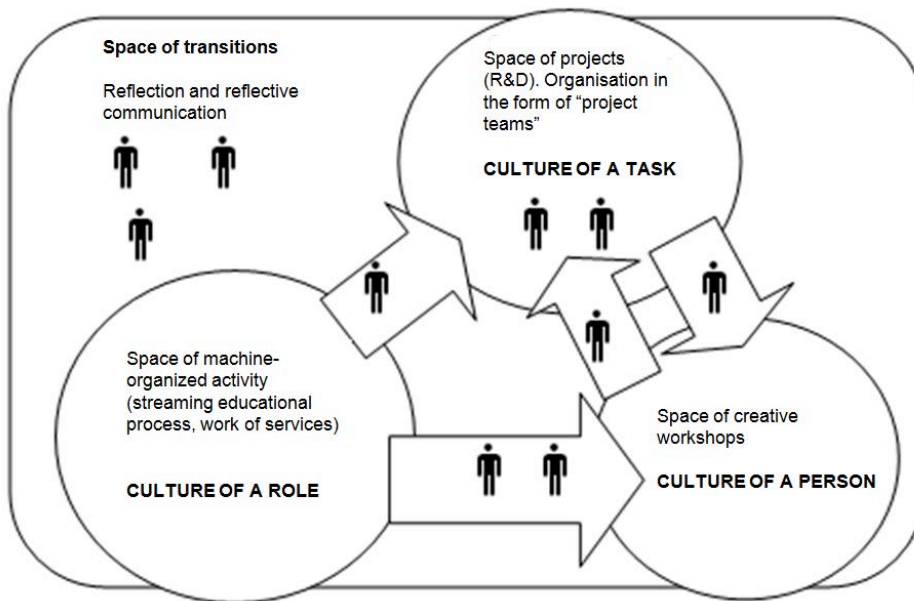 Space of transitions
Reflection and reflective
communication
Space of projects
(R&D). Organisation in
the form of “project
teams”
CULTURE OF A TASK
Space of machine-
organized activity
(streaming educational
process, work of services)
CULTURE OF A ROLE
Space of creative
workshops
CULTURE OF A PERSON